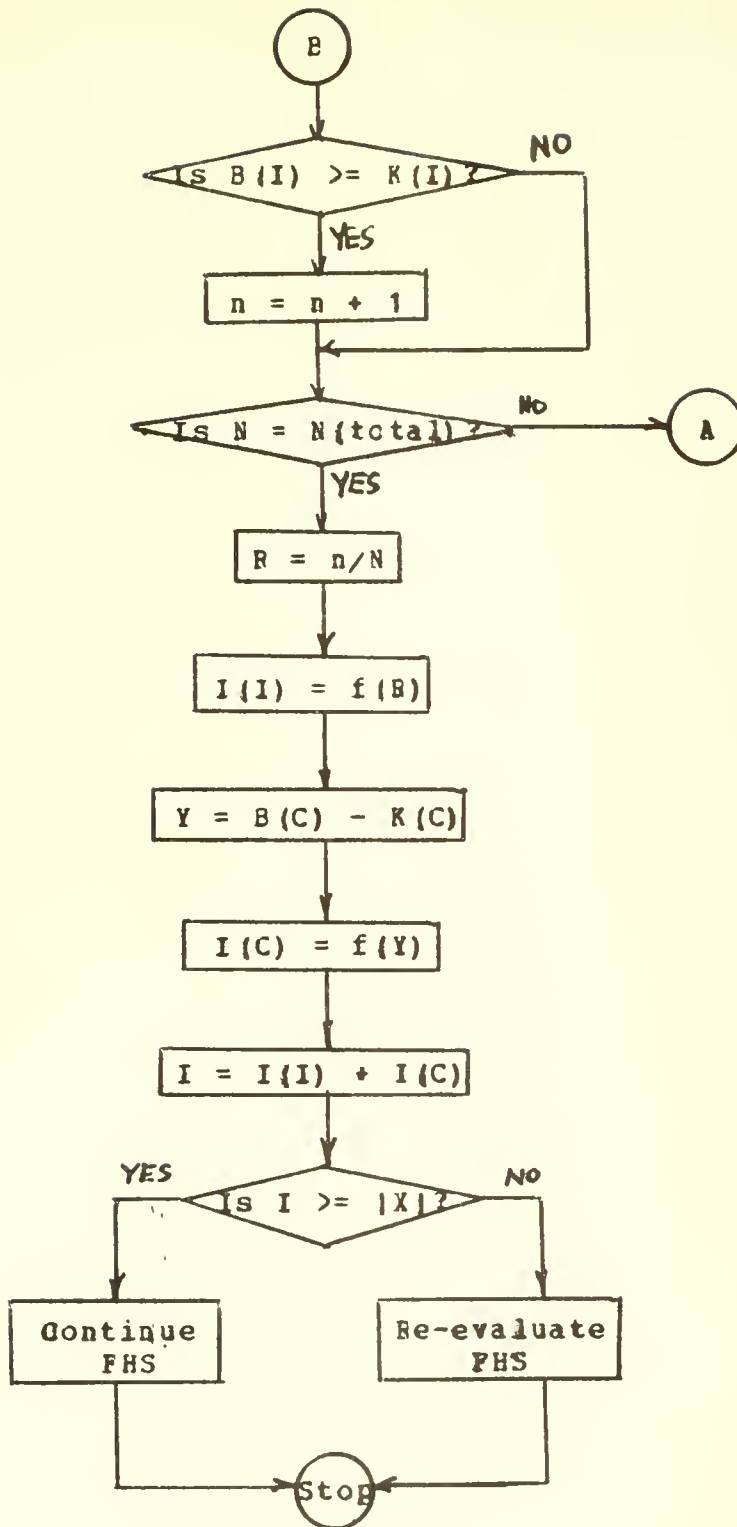 B
Is B(I) >= K(I)?
NO
YES
n = n + 1
Is N = N(total)?
NO
A
YES
R = n/N
I(I) = f(R)
Y = B(C) - K(C)
I(C) = f(Y)
I = I(I) + I(C)
YES
Is I >= |X|?
NO
Continue
FHS
Re-evaluate
FHS
Stop